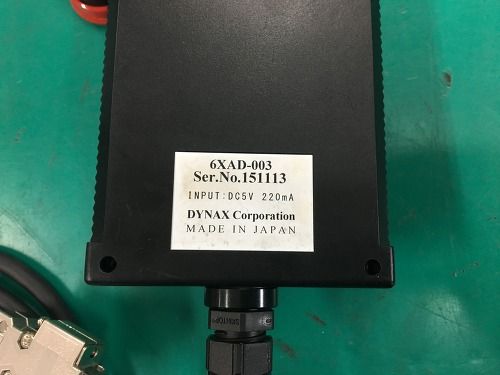 6XAD-003
Ser.No.151113
INPUT:DC5V 220mA
DYNAX Corporation
MADE IN JAPAN